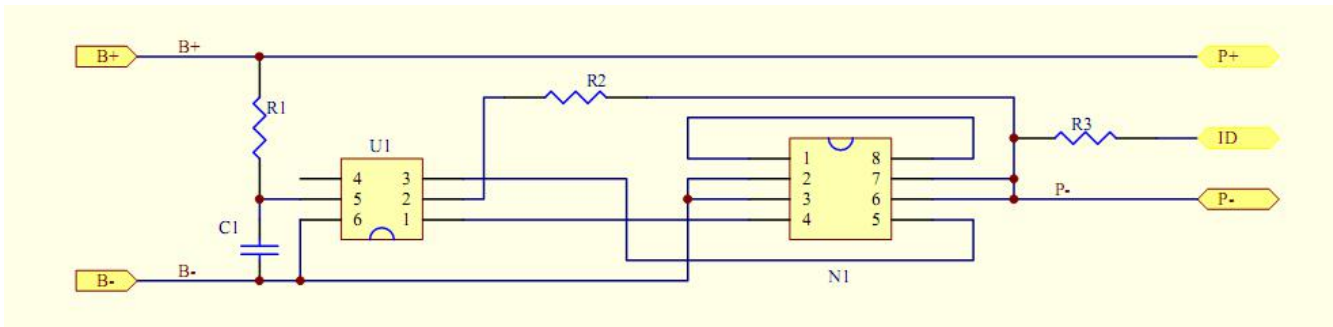 B+ B+ P+
R2
R1 R3 ID
U1
4 3 1 8
5 2 2 7 P- P-
6 1 3 6
C1 4 5
B- B- N1